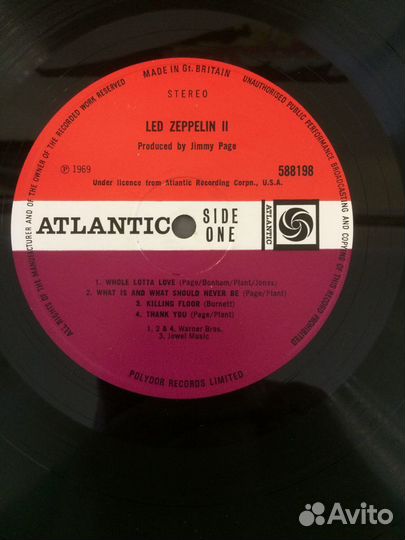 MADE IN Gt. BRITAIN
ALL RIGHTS OF THE MANUFACTURER AND OF THE OWNER OF THE RECORDED WORK RESERVED
UNAUTHORISED PUBLIC PERFORMANCE BROADCASTING AND COPYING OF THIS RECORD PROHIBITED
STEREO
LED ZEPPELIN II
Produced by Jimmy Page
℗ 1969
588198
Under licence from Atlantic Recording Corpn., U.S.A.
ATLANTIC
SIDE
ONE
ATLANTIC
1. WHOLE LOTTA LOVE (Page/Bonham/Plant/Jones)
2. WHAT IS AND WHAT SHOULD NEVER BE (Page/Plant)
3. KILLING FLOOR (Burnett)
4. THANK YOU (Page/Plant)
1, 2 & 4. Warner Bros.
3. Jewel Music
POLYDOR RECORDS LIMITED
Avito